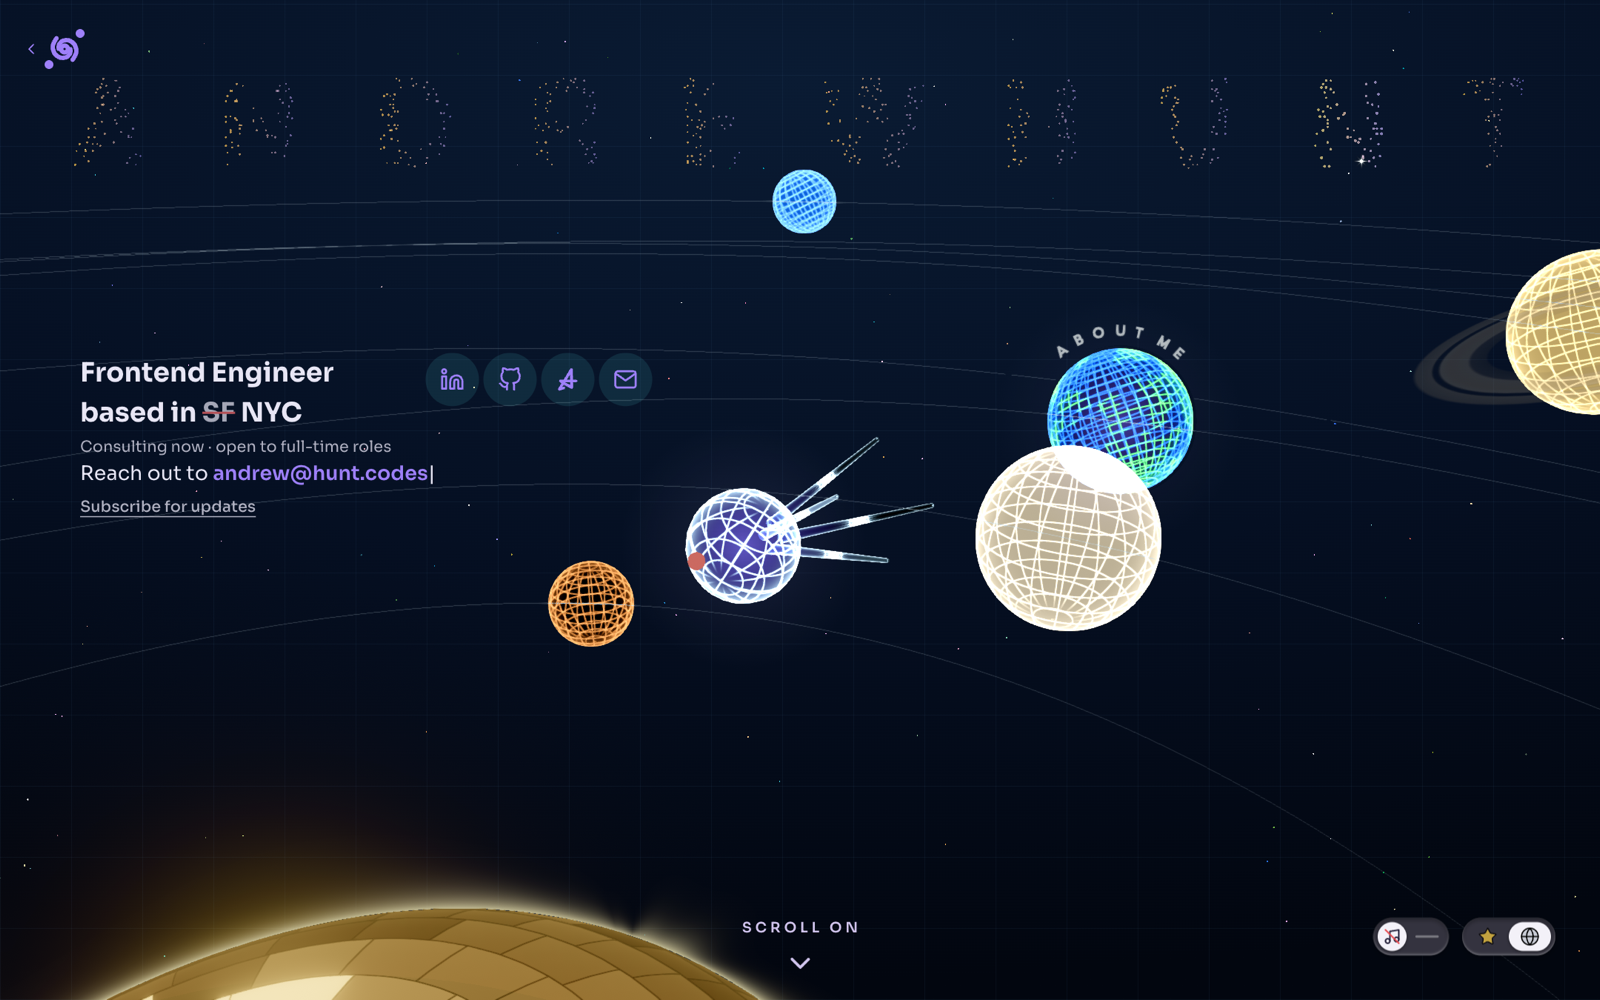 ANDREW HUNT
ABOUT ME
Frontend Engineer
based in SF NYC
Consulting now · open to full-time roles
Reach out to andrew@hunt.codes
Subscribe for updates
SCROLL ON